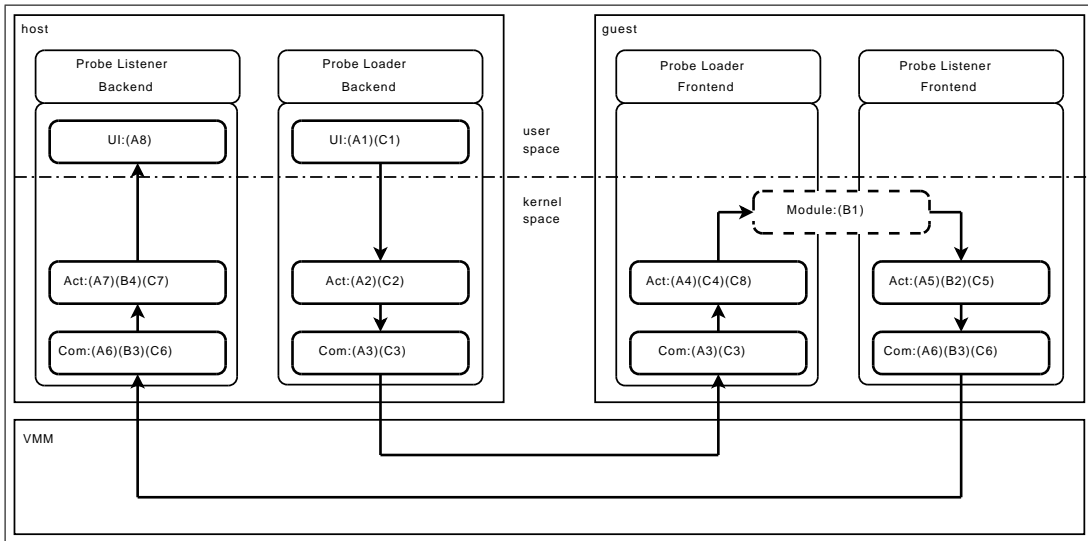 host
guest
Probe Listener
Backend
Probe Loader
Backend
Probe Loader
Frontend
Probe Listener
Frontend
UI:(A8)
UI:(A1)(C1)
user
space
kernel
space
Module:(B1)
Act:(A7)(B4)(C7)
Act:(A2)(C2)
Act:(A4)(C4)(C8)
Act:(A5)(B2)(C5)
Com:(A6)(B3)(C6)
Com:(A3)(C3)
Com:(A3)(C3)
Com:(A6)(B3)(C6)
VMM